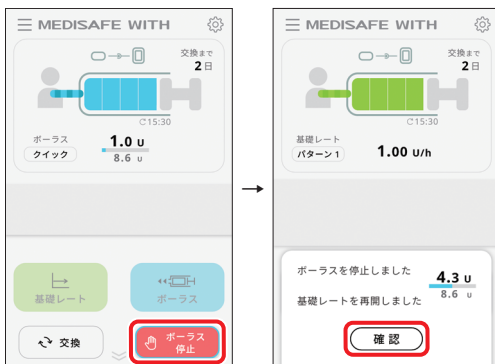 MEDISAFE WITH
交換まで
2日
15:30
ボーラス
クイック
1.0 U
8.6 U
基礎レート
ボーラス
交換
ボーラス
停止
MEDISAFE WITH
交換まで
2日
15:30
基礎レート
パターン 1
1.00 U/h
ボーラスを停止しました
4.3 U
8.6 U
基礎レートを再開しました
確認